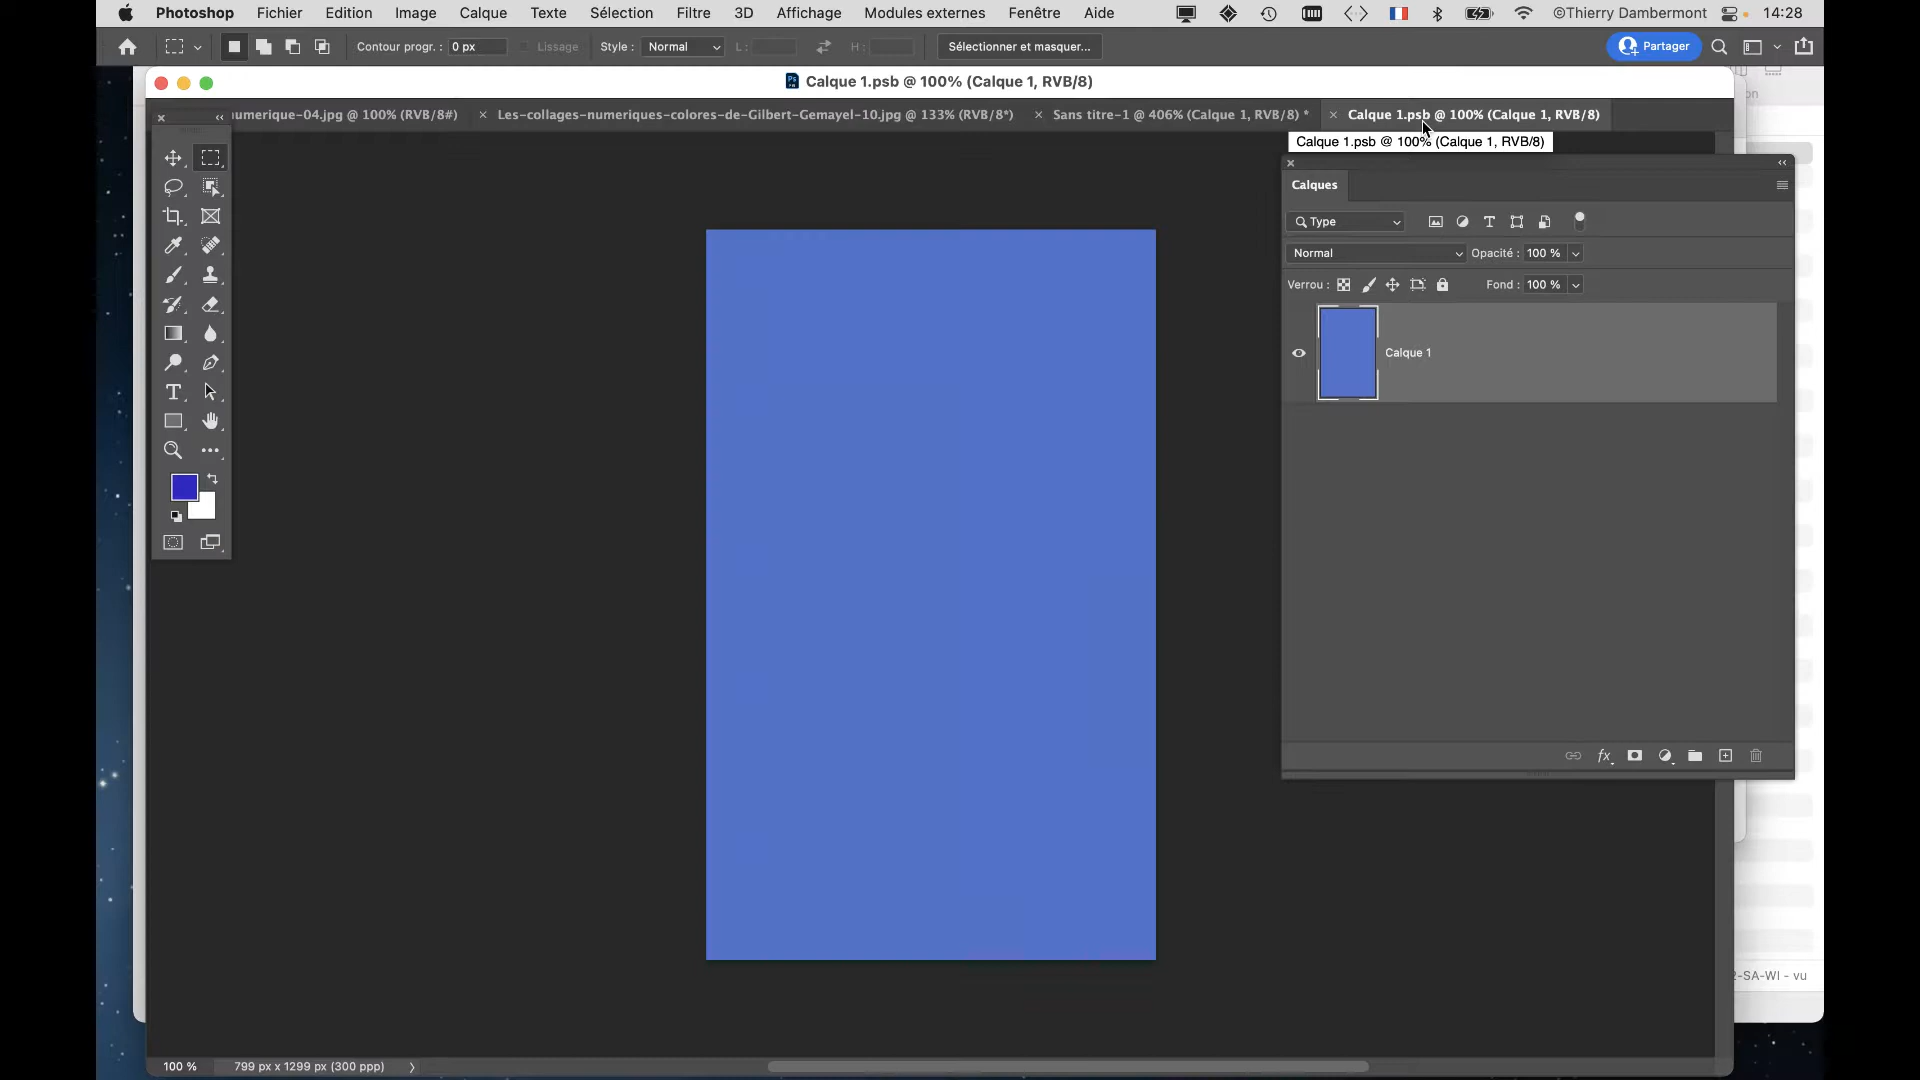 Photoshop Fichier Edition Image Calque Texte Sélection Filtre 3D Affichage Modules externes Fenêtre Aide ©Thierry Dambermont 14:28
Contour progr. : 0 px Lissage Style : Normal L : H : Sélectionner et masquer... Partager
Calque 1.psb @ 100% (Calque 1, RVB/8)
umerique-04.jpg @ 100% (RVB/8#) Les-collages-numeriques-colores-de-Gilbert-Gemayel-10.jpg @ 133% (RVB/8*) Sans titre-1 @ 406% (Calque 1, RVB/8) * Calque 1.psb @ 100% (Calque 1, RVB/8)
Calque 1.psb @ 100% (Calque 1, RVB/8)
Calques
Type
Normal Opacité : 100 %
Verrou : Fond : 100 %
Calque 1
fx
2-SA-WI - vu
100 % 799 px x 1299 px (300 ppp)